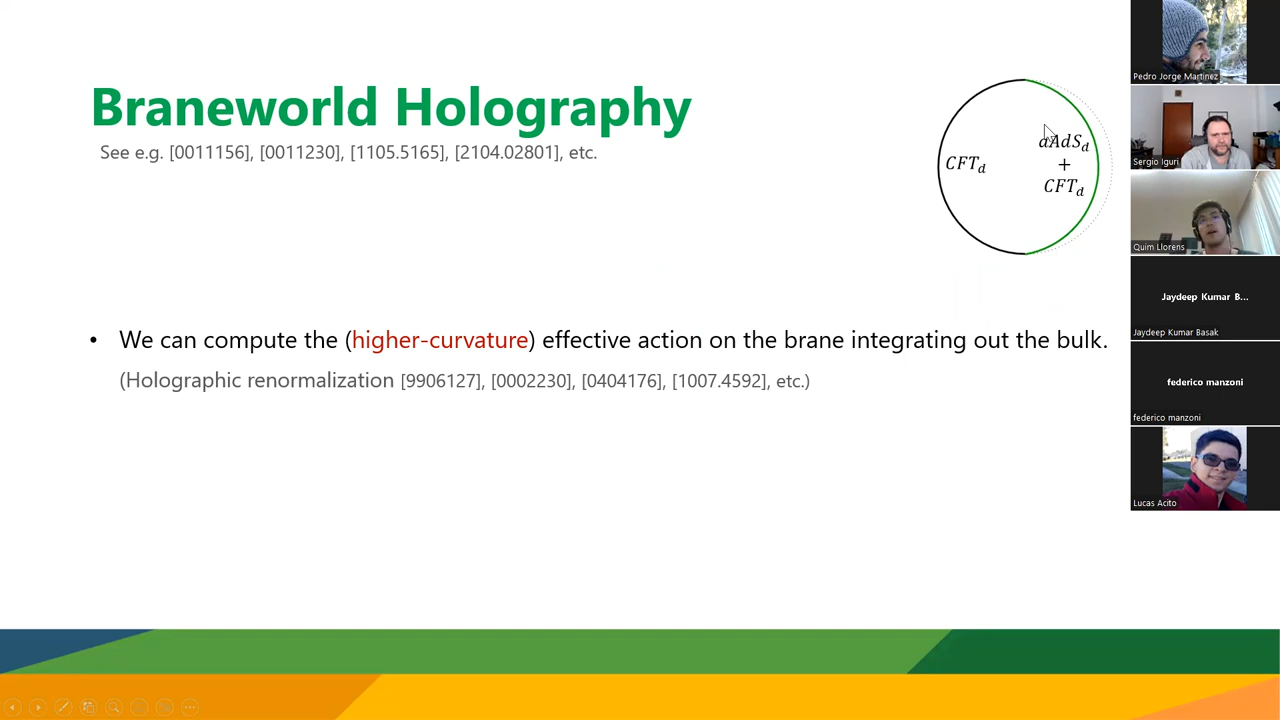 Braneworld Holography
See e.g. [0011156], [0011230], [1105.5165], [2104.02801], etc.
CFT_d
dAdS_d
+
CFT_d
• We can compute the (higher-curvature) effective action on the brane integrating out the bulk.
(Holographic renormalization [9906127], [0002230], [0404176], [1007.4592], etc.)
Pedro Jorge Martinez
Sergio Iguri
Quim Llorens
Jaydeep Kumar B...
Jaydeep Kumar Basak
federico manzoni
federico manzoni
Lucas Acito